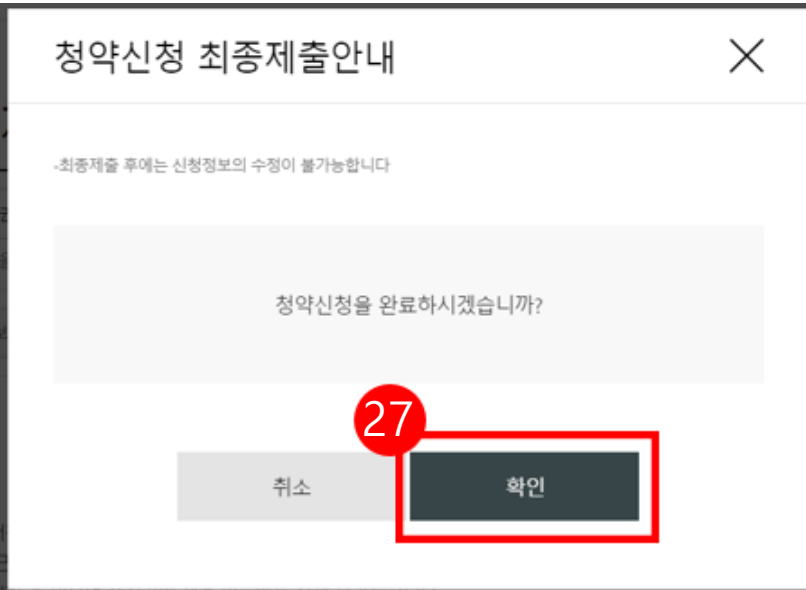 청약신청 최종제출안내
-최종제출 후에는 신청정보의 수정이 불가능합니다
청약신청을 완료하시겠습니까?
27
취소 확인